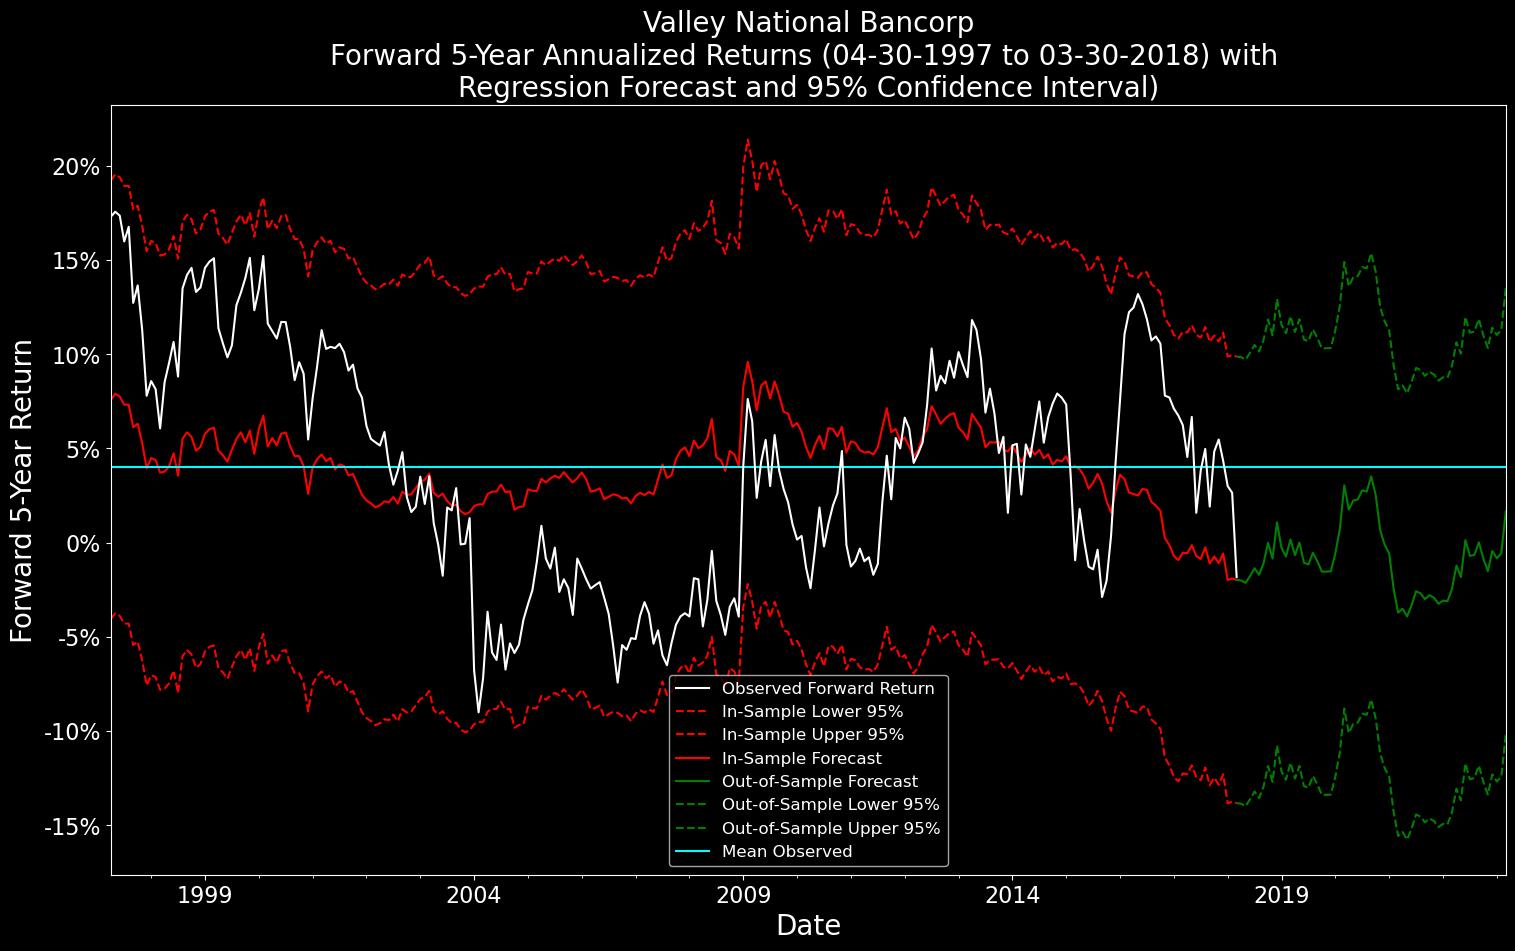 Valley National Bancorp
Forward 5-Year Annualized Returns (04-30-1997 to 03-30-2018) with
Regression Forecast and 95% Confidence Interval)
Forward 5-Year Return
20%
15%
10%
5%
0%
-5%
-10%
-15%
Observed Forward Return
In-Sample Lower 95%
In-Sample Upper 95%
In-Sample Forecast
Out-of-Sample Forecast
Out-of-Sample Lower 95%
Out-of-Sample Upper 95%
Mean Observed
1999 2004 2009 2014 2019
Date